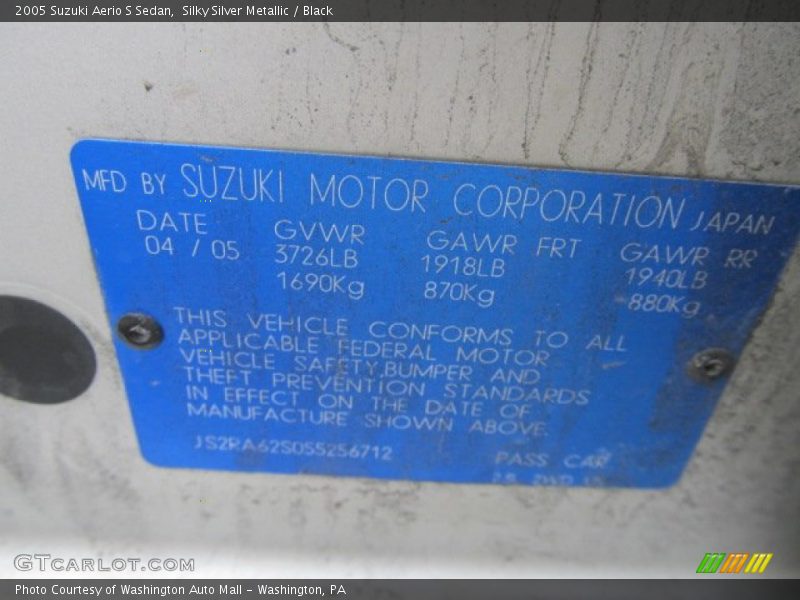 2005 Suzuki Aerio S Sedan, Silky Silver Metallic / Black
MFD BY SUZUKI MOTOR CORPORATION JAPAN
DATE GVWR GAWR FRT GAWR RR
04 / 05 3726LB 1918LB 1940LB
1690Kg 870Kg 880Kg
THIS VEHICLE CONFORMS TO ALL
APPLICABLE FEDERAL MOTOR
VEHICLE SAFETY,BUMPER AND
THEFT PREVENTION STANDARDS
IN EFFECT ON THE DATE OF
MANUFACTURE SHOWN ABOVE.
JS2RA62S055256712 PASS CAR
GTCARLOT.COM
Photo Courtesy of Washington Auto Mall - Washington, PA